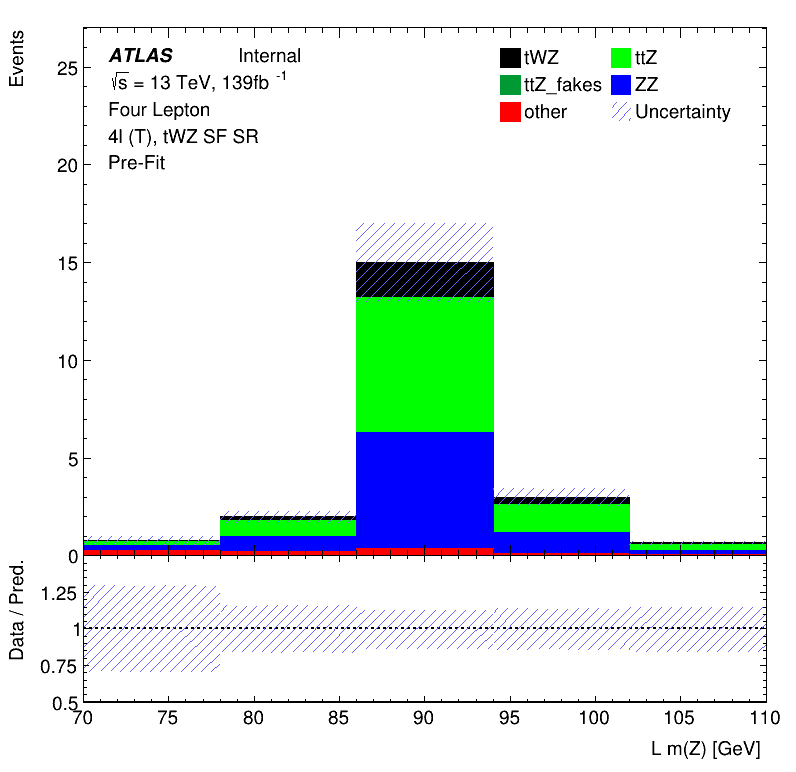 Events
ATLAS Internal
√s = 13 TeV, 139fb -1
Four Lepton
4l (T), tWZ SF SR
Pre-Fit
tWZ ttZ
ttZ_fakes ZZ
other Uncertainty
25
20
15
10
5
0
Data / Pred.
1.25
1
0.75
0.5
70 75 80 85 90 95 100 105 110
L m(Z) [GeV]